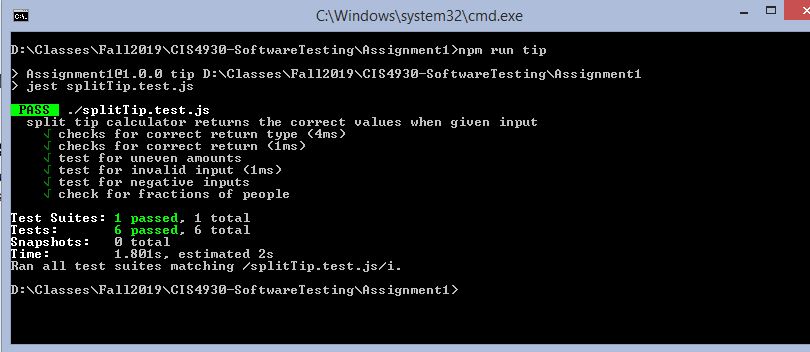 C:\Windows\system32\cmd.exe
D:\Classes\Fall2019\CIS4930-SoftwareTesting\Assignment1>npm run tip
> Assignment1@1.0.0 tip D:\Classes\Fall2019\CIS4930-SoftwareTesting\Assignment1
> jest splitTip.test.js
PASS ./splitTip.test.js
split tip calculator returns the correct values when given input
√ checks for correct return type (4ms)
√ checks for correct return (1ms)
√ test for uneven amounts
√ test for invalid input (1ms)
√ test for negative inputs
√ check for fractions of people
Test Suites: 1 passed, 1 total
Tests: 6 passed, 6 total
Snapshots: 0 total
Time: 1.801s, estimated 2s
Ran all test suites matching /splitTip.test.js/i.
D:\Classes\Fall2019\CIS4930-SoftwareTesting\Assignment1>